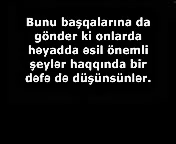 Bunu başqalarına da
göndər ki onlarda
həyadda əsil önəmli
şeylər haqqında bir
dəfə də düşünsünlər.